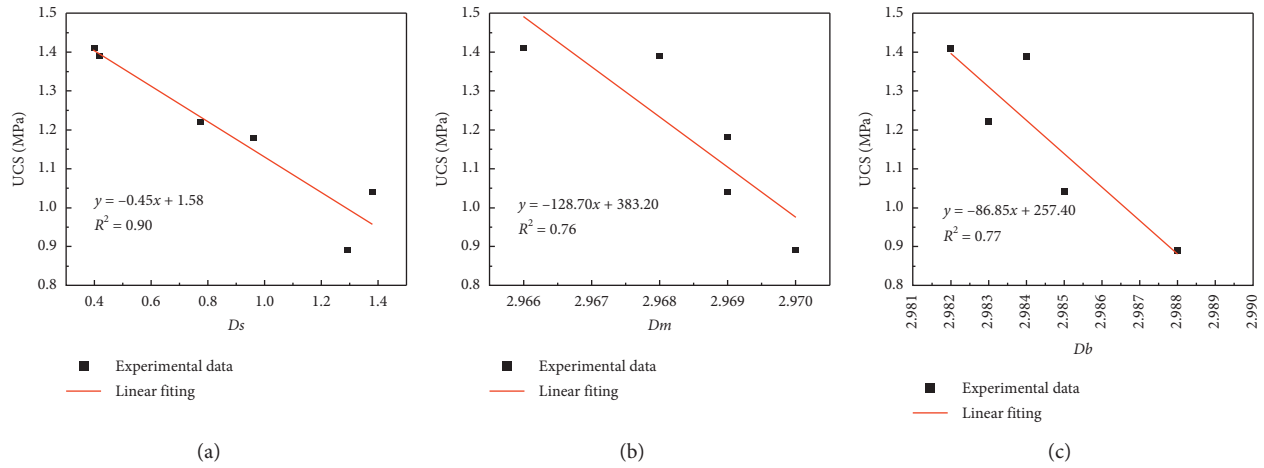 1.5
1.4
1.3
1.2
1.1
1.0
0.9
0.8
UCS (MPa)
y = –0.45x + 1.58
R² = 0.90
0.4 0.6 0.8 1.0 1.2 1.4
Ds
Experimental data
Linear fiting
(a)
1.5
1.4
1.3
1.2
1.1
1.0
0.9
0.8
UCS (MPa)
y = –128.70x + 383.20
R² = 0.76
2.966 2.967 2.968 2.969 2.970
Dm
Experimental data
Linear fiting
(b)
1.5
1.4
1.3
1.2
1.1
1.0
0.9
0.8
UCS (MPa)
y = –86.85x + 257.40
R² = 0.77
2.981 2.982 2.983 2.984 2.985 2.986 2.987 2.988 2.989 2.990
Db
Experimental data
Linear fiting
(c)